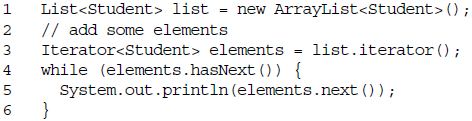 1 List<Student> list = new ArrayList<Student>();
2 // add some elements
3 Iterator<Student> elements = list.iterator();
4 while (elements.hasNext()) {
5   System.out.println(elements.next());
6 }